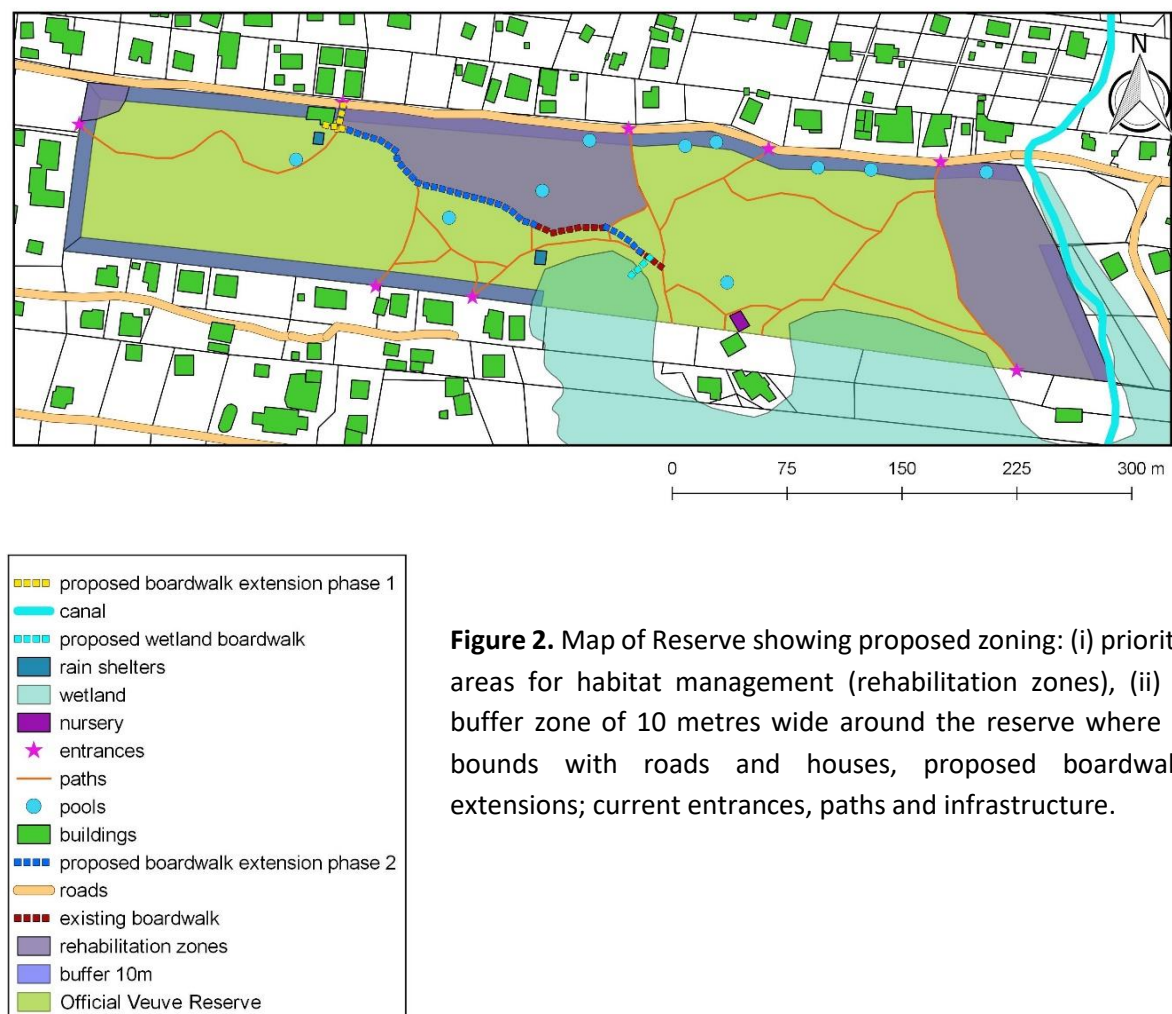 N
0 75 150 225 300 m
proposed boardwalk extension phase 1
canal
proposed wetland boardwalk
rain shelters
wetland
nursery
entrances
paths
pools
buildings
proposed boardwalk extension phase 2
roads
existing boardwalk
rehabilitation zones
buffer 10m
Official Veuve Reserve
Figure 2. Map of Reserve showing proposed zoning: (i) priorit
areas for habitat management (rehabilitation zones), (ii)
buffer zone of 10 metres wide around the reserve where
bounds with roads and houses, proposed boardwal
extensions; current entrances, paths and infrastructure.